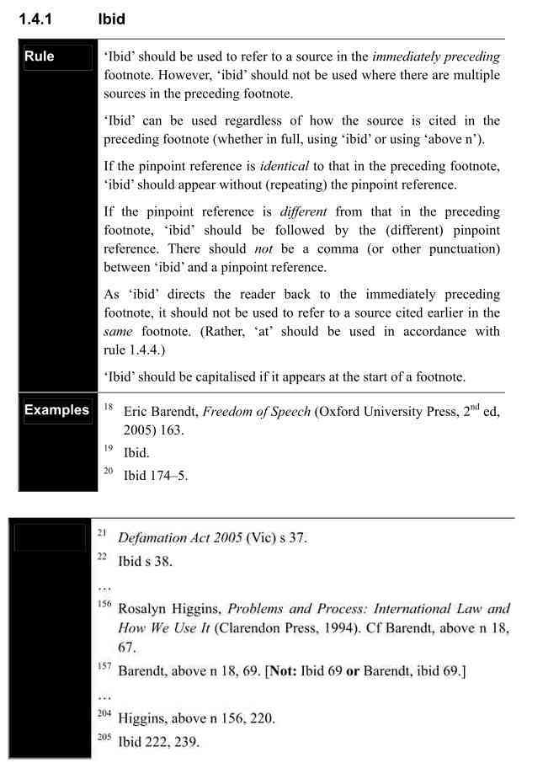 1.4.1 Ibid
Rule
‘Ibid’ should be used to refer to a source in the immediately preceding
footnote. However, ‘ibid’ should not be used where there are multiple
sources in the preceding footnote.
‘Ibid’ can be used regardless of how the source is cited in the
preceding footnote (whether in full, using ‘ibid’ or using ‘above n’).
If the pinpoint reference is identical to that in the preceding footnote,
‘ibid’ should appear without (repeating) the pinpoint reference.
If the pinpoint reference is different from that in the preceding
footnote, ‘ibid’ should be followed by the (different) pinpoint
reference. There should not be a comma (or other punctuation)
between ‘ibid’ and a pinpoint reference.
As ‘ibid’ directs the reader back to the immediately preceding
footnote, it should not be used to refer to a source cited earlier in the
same footnote. (Rather, ‘at’ should be used in accordance with
rule 1.4.4.)
‘Ibid’ should be capitalised if it appears at the start of a footnote.
Examples
18 Eric Barendt, Freedom of Speech (Oxford University Press, 2nd ed,
2005) 163.
19 Ibid.
20 Ibid 174–5.
21 Defamation Act 2005 (Vic) s 37.
22 Ibid s 38.
…
156 Rosalyn Higgins, Problems and Process: International Law and
How We Use It (Clarendon Press, 1994). Cf Barendt, above n 18,
67.
157 Barendt, above n 18, 69. [Not: Ibid 69 or Barendt, ibid 69.]
…
204 Higgins, above n 156, 220.
205 Ibid 222, 239.